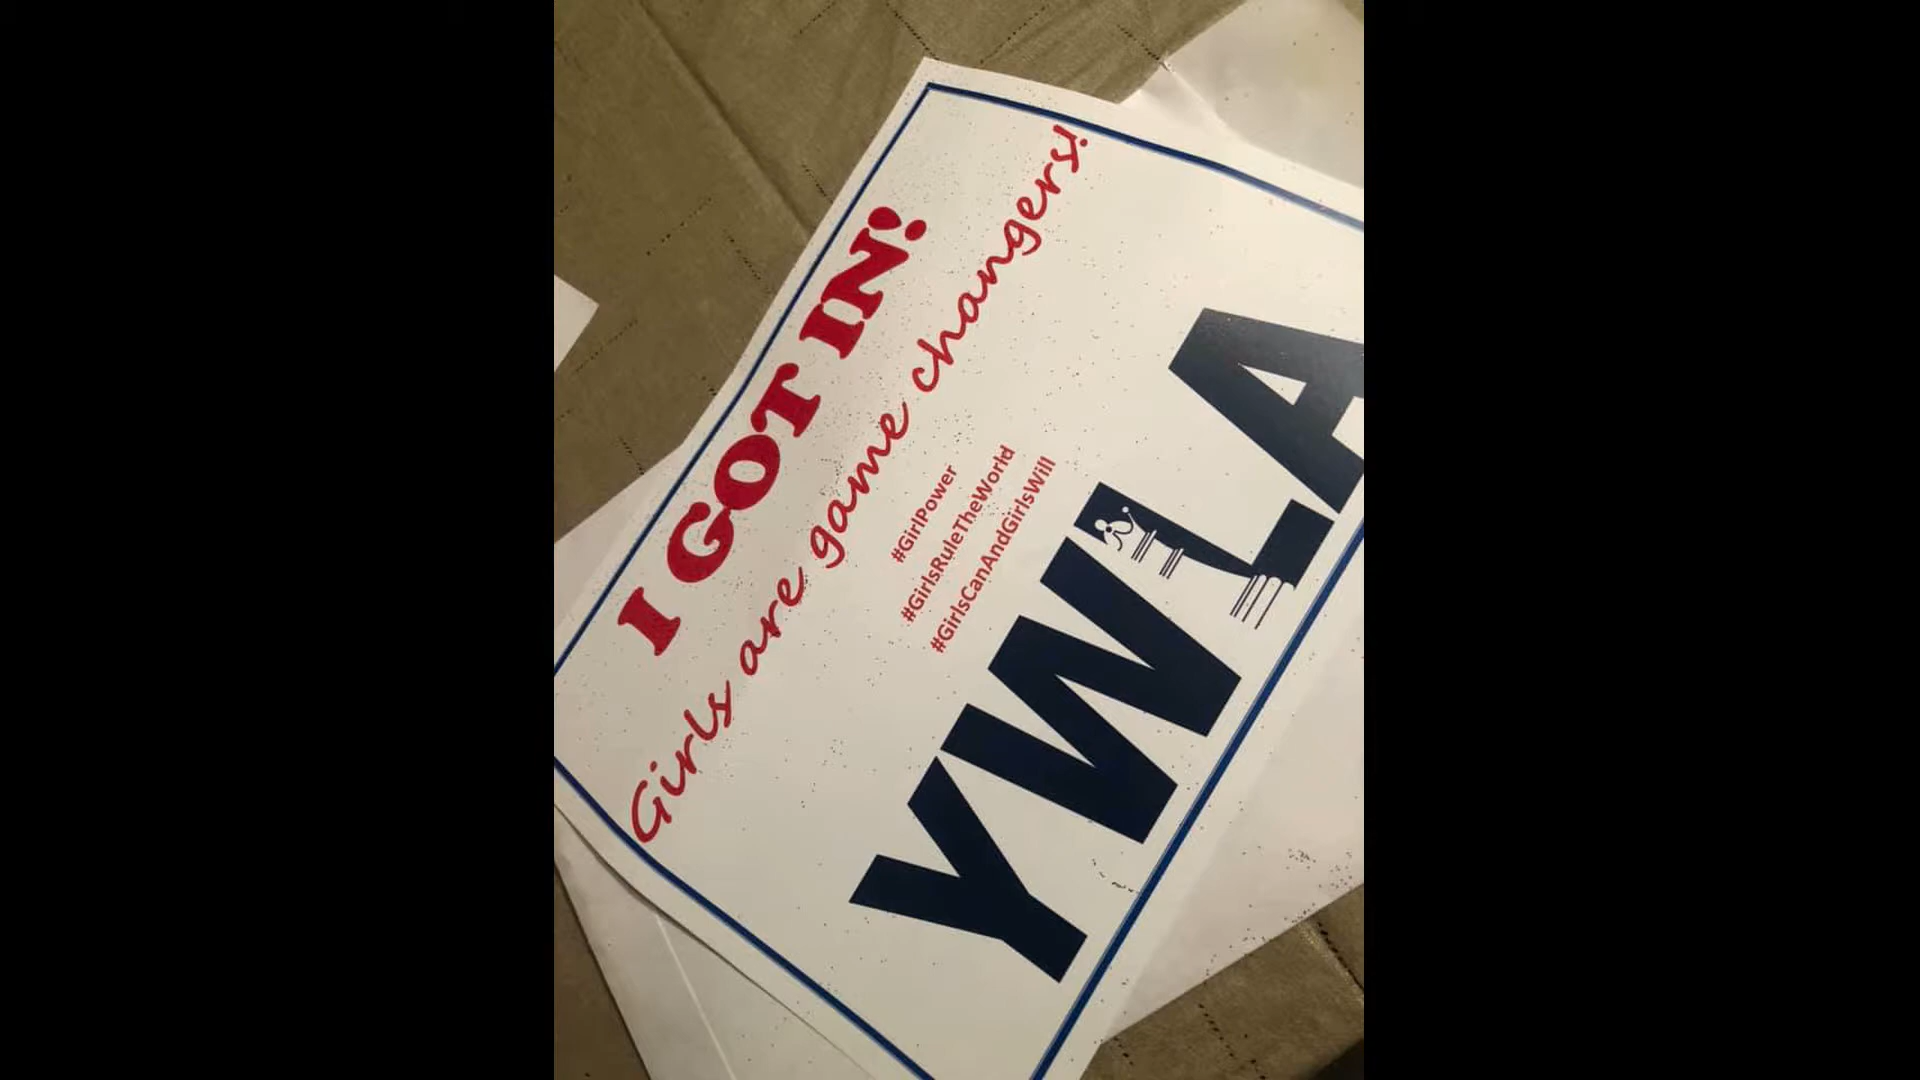 I GOT IN!
Girls are game changers!
#GirlPower
#GirlsRuleTheWorld
#GirlsCanAndGirlsWill
YWLA